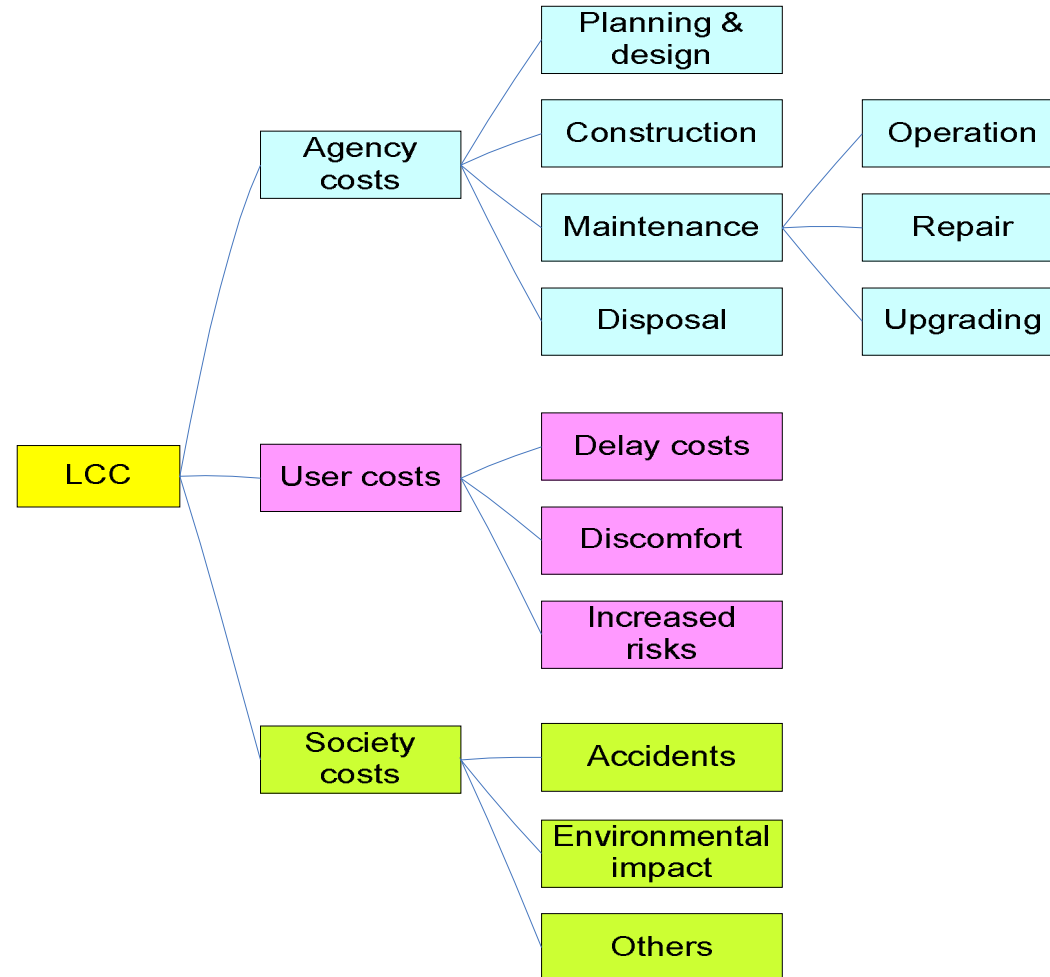 Planning &
design
Agency
costs
Construction
Operation
Maintenance
Repair
Disposal
Upgrading
LCC
User costs
Delay costs
Discomfort
Increased
risks
Society
costs
Accidents
Environmental
impact
Others